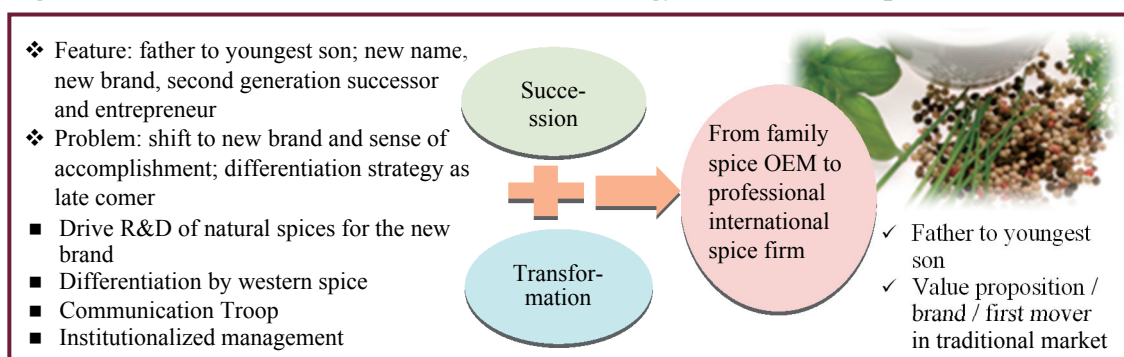 ❖ Feature: father to youngest son; new name,
new brand, second generation successor
and entrepreneur
❖ Problem: shift to new brand and sense of
accomplishment; differentiation strategy as
late comer
■ Drive R&D of natural spices for the new
brand
■ Differentiation by western spice
■ Communication Troop
■ Institutionalized management
Succe-
ssion
Transfor-
mation
From family
spice OEM to
professional
international
spice firm
✓ Father to youngest
son
✓ Value proposition /
brand / first mover
in traditional market